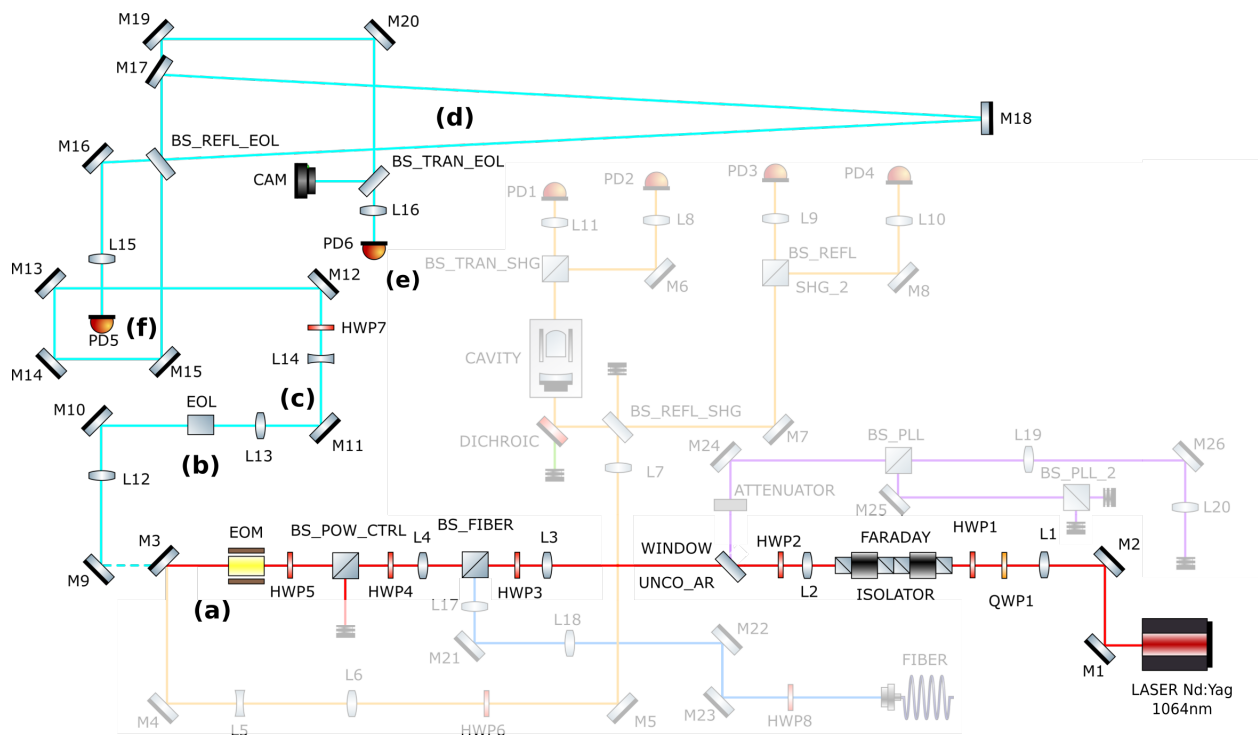 M19
M20
M17
(d)
M18
M16
BS_REFL_EOL
BS_TRAN_EOL
CAM
PD1
PD2
PD3
PD4
L16
L11
L8
L9
L10
L15
PD6
M13
M12
(e)
BS_TRAN_SHG
M6
BS_REFL
SHG_2
M8
PD5
(f)
HWP7
M14
M15
L14
CAVITY
M10
EOL
(c)
M11
L13
(b)
DICHROIC
BS_REFL_SHG
M7
M24
BS_PLL
L19
M26
L12
L7
ATTENUATOR
M25
BS_PLL_2
L20
M9
M3
EOM
BS_POW_CTRL
L4
BS_FIBER
L3
WINDOW
UNCO_AR
HWP2
FARADAY
ISOLATOR
HWP1
L1
M2
(a)
HWP5
HWP4
HWP3
L2
QWP1
L17
L18
M21
M22
M1
LASER Nd:Yag
1064nm
M4
L5
L6
HWP6
M5
M23
HWP8
FIBER